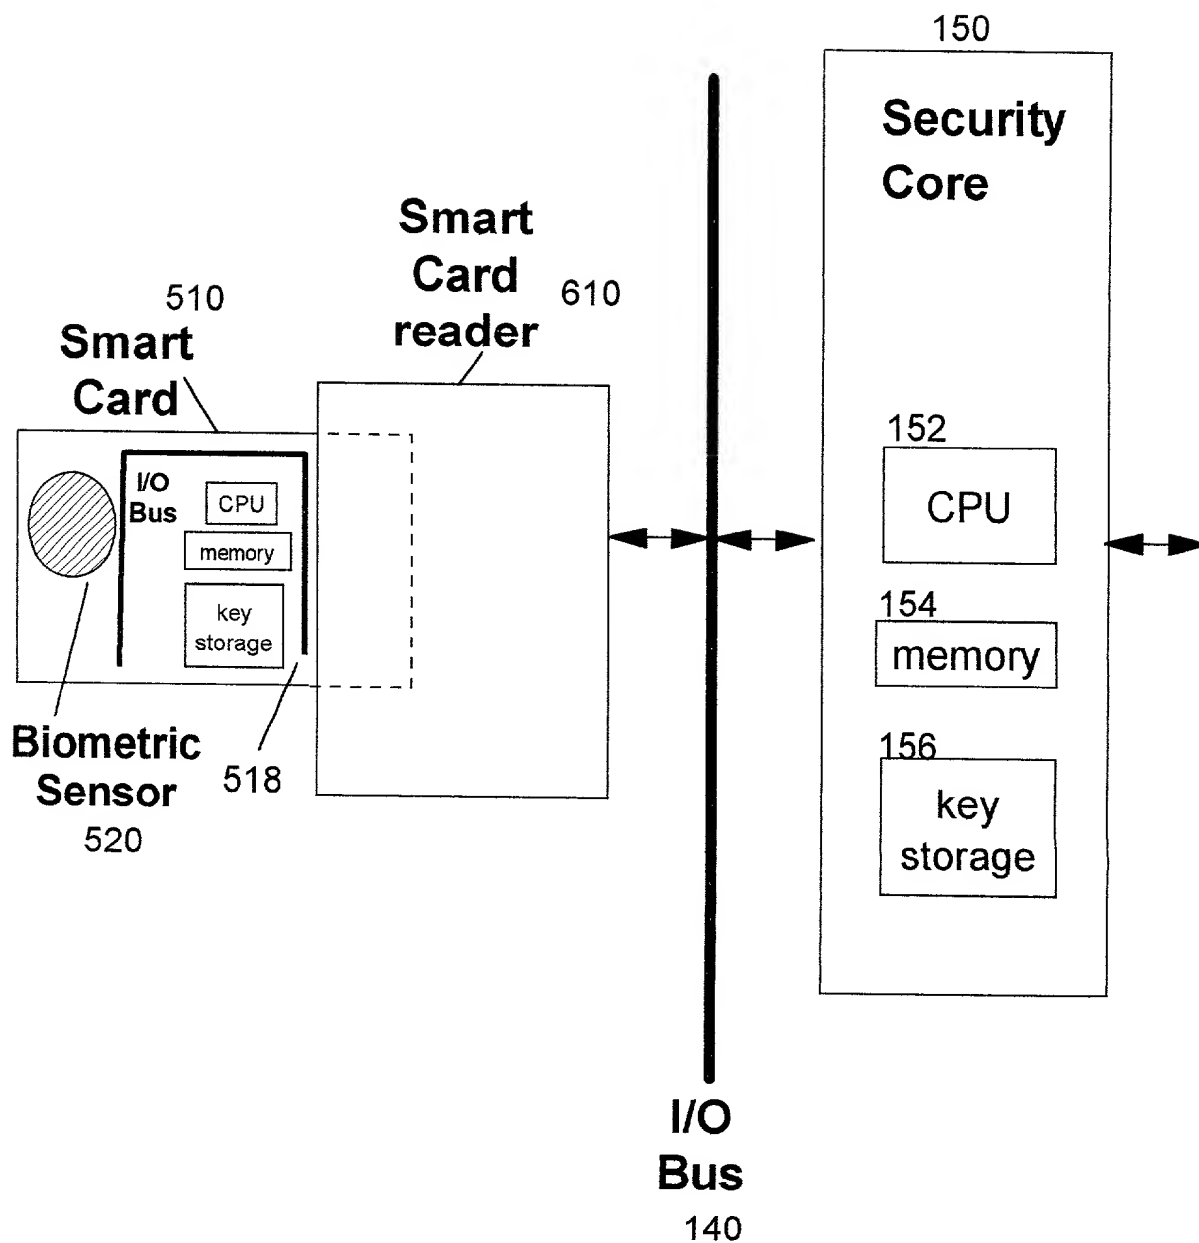 150
Security
Core
Smart
Card
reader
610
510
Smart
Card
I/O
Bus
CPU
memory
key
storage
518
Biometric
Sensor
520
152
CPU
154
memory
156
key
storage
I/O
Bus
140